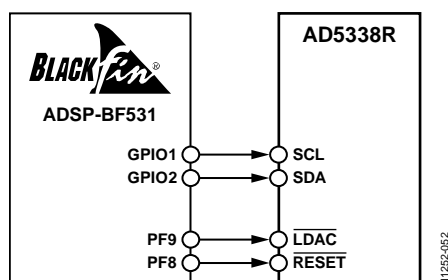 BLACKfin®
ADSP-BF531
AD5338R
GPIO1 SCL
GPIO2 SDA
PF9 LDAC
PF8 RESET
11252-052